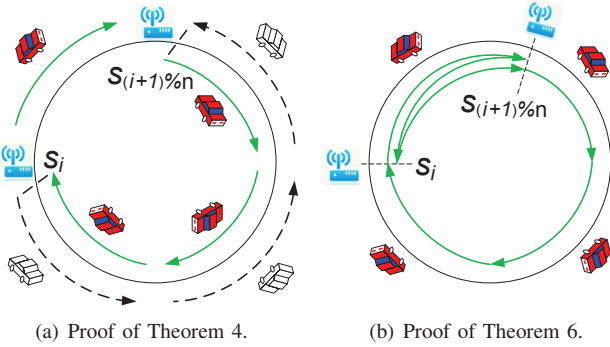 S(i+1)%n
Si
S(i+1)%n
Si
(a) Proof of Theorem 4.
(b) Proof of Theorem 6.